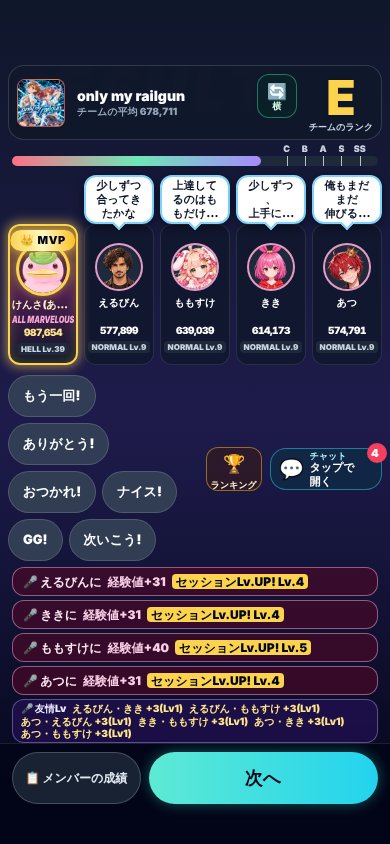 only my railgun
チームの平均 678,711
🔄
横
E
チームのランク
C B A S SS
少しずつ
合ってき
たかな
上達して
るのはも
もだけ…
少しずつ
、
上手に…
俺もまだ
まだ
伸びる…
👑 MVP
けんさ(あ…
ALL MARVELOUS
987,654
HELL Lv.39
えるびん
577,899
NORMAL Lv.9
ももすけ
639,039
NORMAL Lv.9
きき
614,173
NORMAL Lv.9
あつ
574,791
NORMAL Lv.9
もう一回!
ありがとう!
おつかれ! ナイス!
GG! 次いこう!
🏆
ランキング
💬 チャット
タップで
開く
4
🎤 えるびんに 経験値+31 セッションLv.UP! Lv.4
🎤 ききに 経験値+31 セッションLv.UP! Lv.4
🎤 ももすけに 経験値+40 セッションLv.UP! Lv.5
🎤 あつに 経験値+31 セッションLv.UP! Lv.4
🎤 友情Lv えるびん・きき +3(Lv1) えるびん・ももすけ +3(Lv1)
あつ・えるびん +3(Lv1) きき・ももすけ +3(Lv1) あつ・きき +3(Lv1)
あつ・ももすけ +3(Lv1)
📋 メンバーの成績
次へ